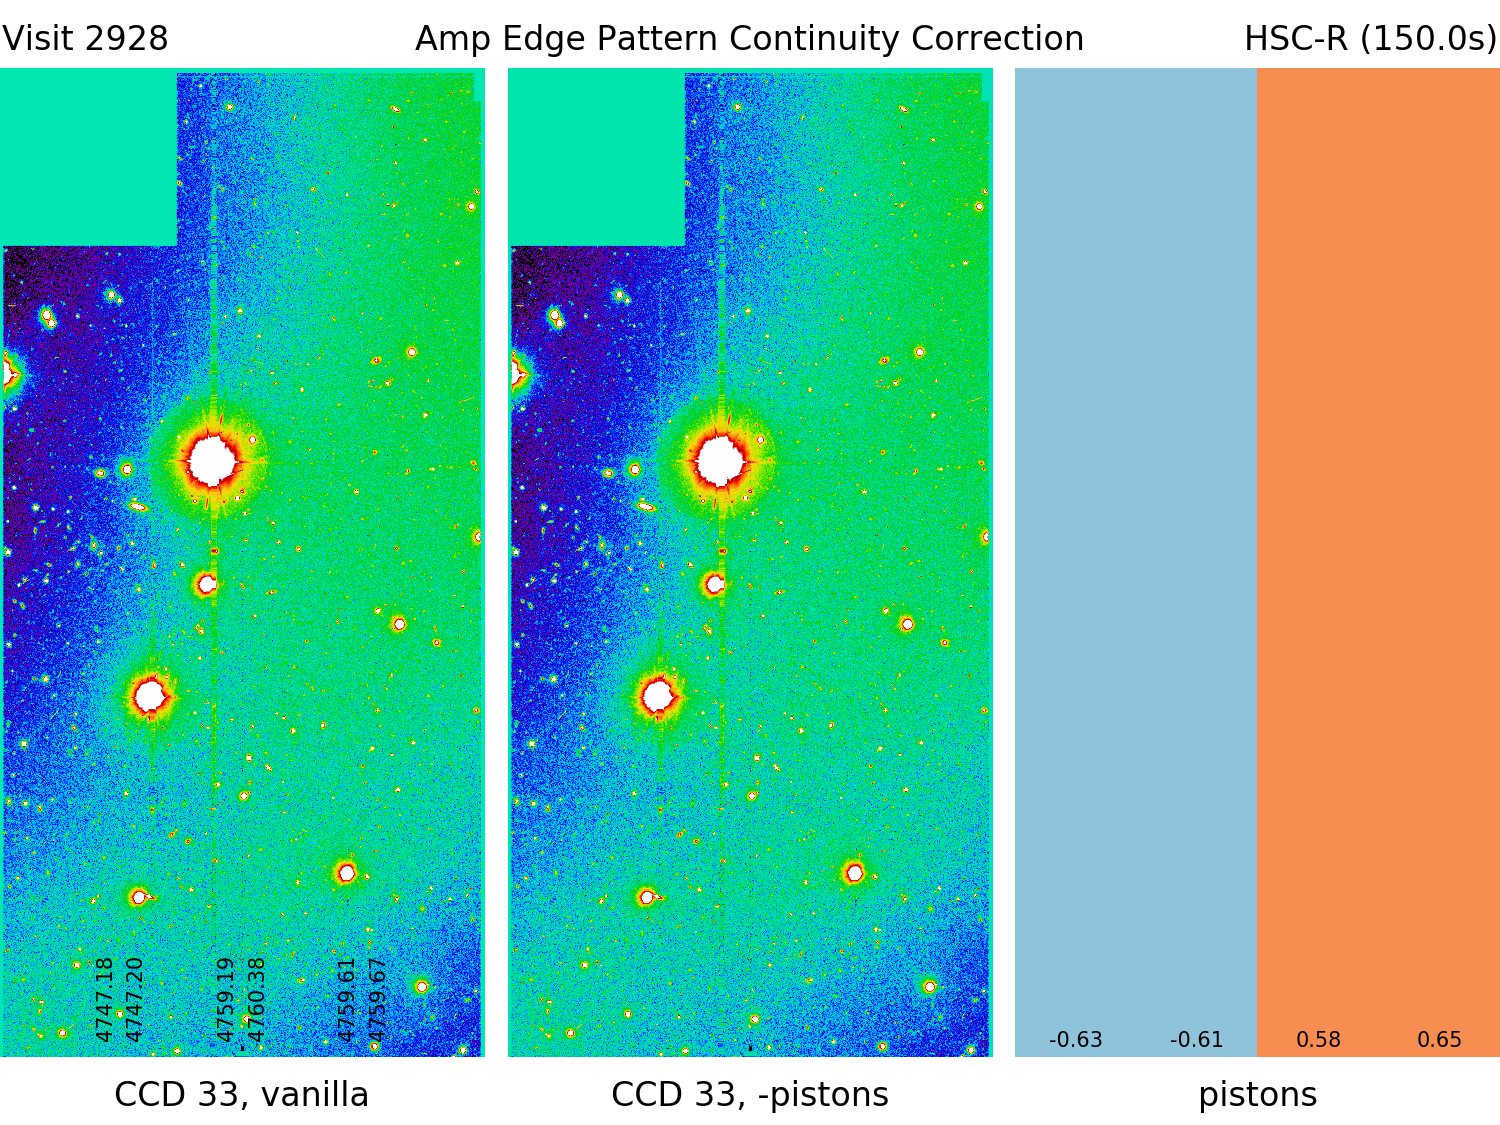 Visit 2928
Amp Edge Pattern Continuity Correction
HSC-R (150.0s)
4747.18
4747.20
4759.19
4760.38
4759.61
4759.67
-0.63
-0.61
0.58
0.65
CCD 33, vanilla
CCD 33, -pistons
pistons